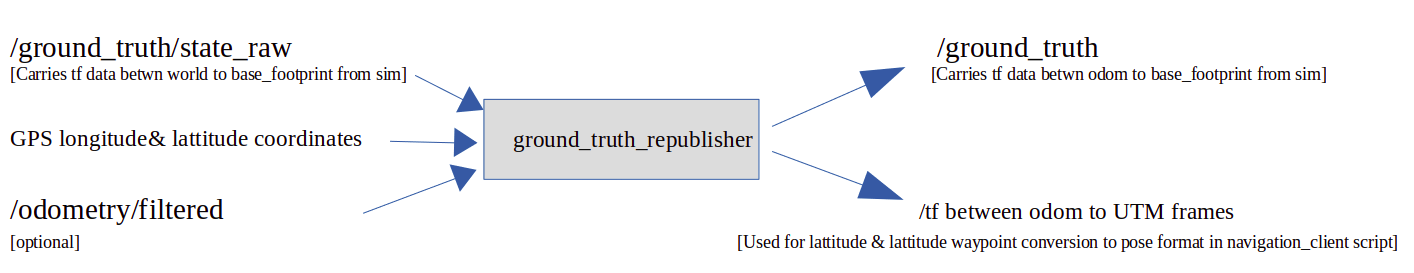 /ground_truth/state_raw
[Carries tf data betwn world to base_footprint from sim]
GPS longitude& lattitude coordinates
/odometry/filtered
[optional]
ground_truth_republisher
/ground_truth
[Carries tf data betwn odom to base_footprint from sim]
/tf between odom to UTM frames
[Used for lattitude & lattitude waypoint conversion to pose format in navigation_client script]